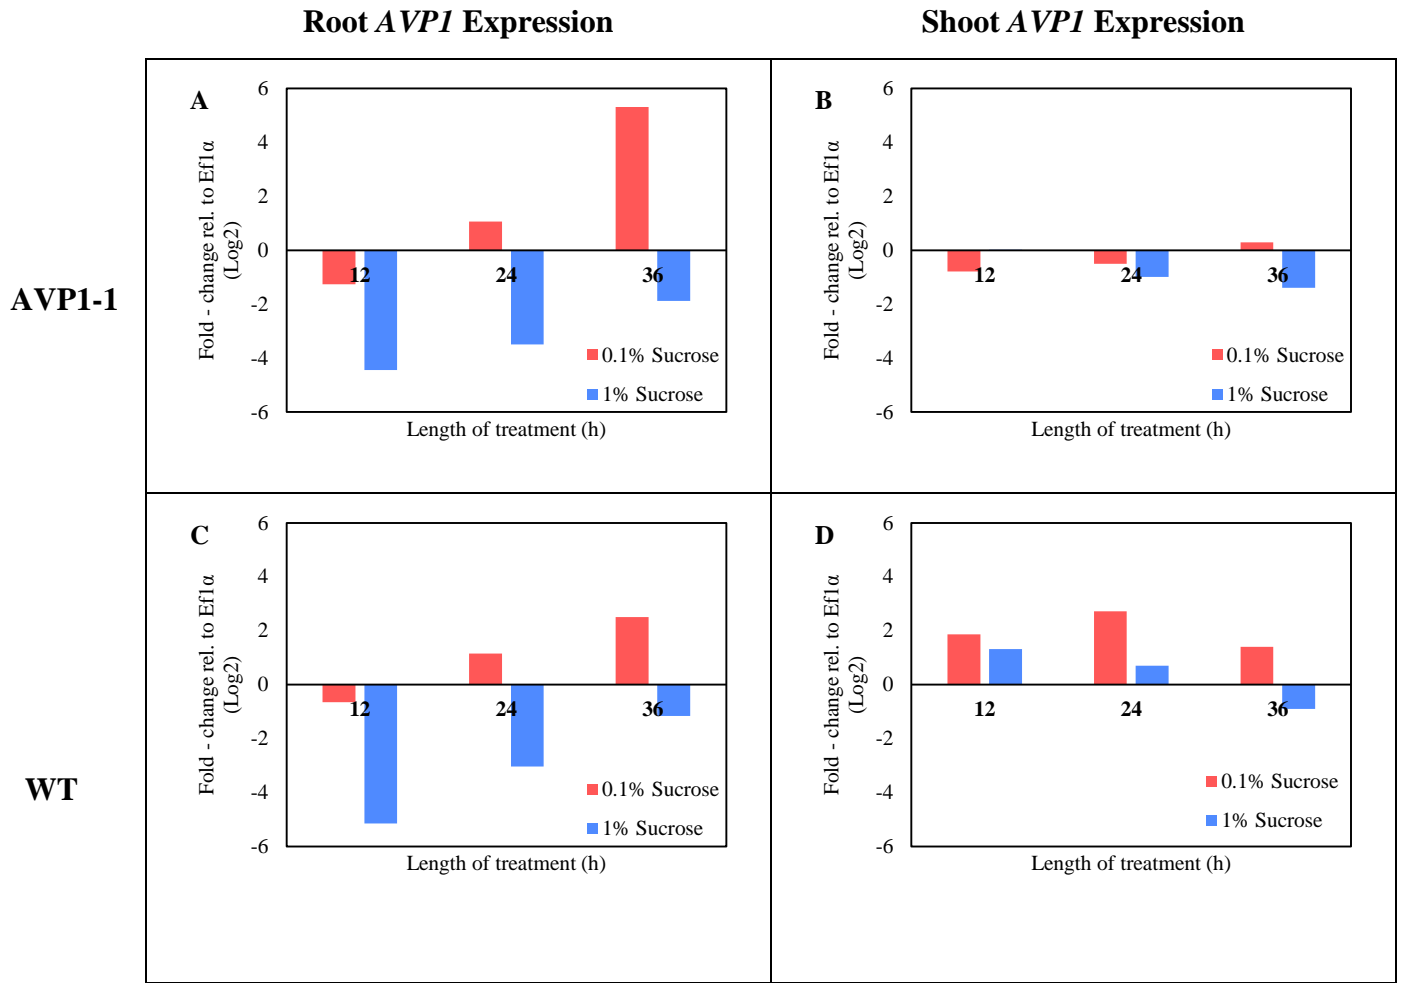 Root AVP1 Expression
Shoot AVP1 Expression
AVP1-1
A
Fold - change rel. to Ef1α
(Log2)
6
4
2
0
-2
-4
-6
12
24
36
0.1% Sucrose
1% Sucrose
Length of treatment (h)
B
Fold - change rel. to Ef1α
(Log2)
6
4
2
0
-2
-4
-6
12
24
36
0.1% Sucrose
1% Sucrose
Length of treatment (h)
WT
C
Fold - change rel. to Ef1α
(Log2)
6
4
2
0
-2
-4
-6
12
24
36
0.1% Sucrose
1% Sucrose
Length of treatment (h)
D
Fold - change rel. to Ef1α
(Log2)
6
4
2
0
-2
-4
-6
12
24
36
0.1% Sucrose
1% Sucrose
Length of treatment (h)